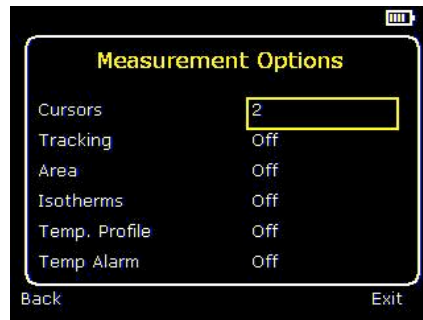 Measurement Options
Cursors 2
Tracking Off
Area Off
Isotherms Off
Temp. Profile Off
Temp Alarm Off
Back Exit